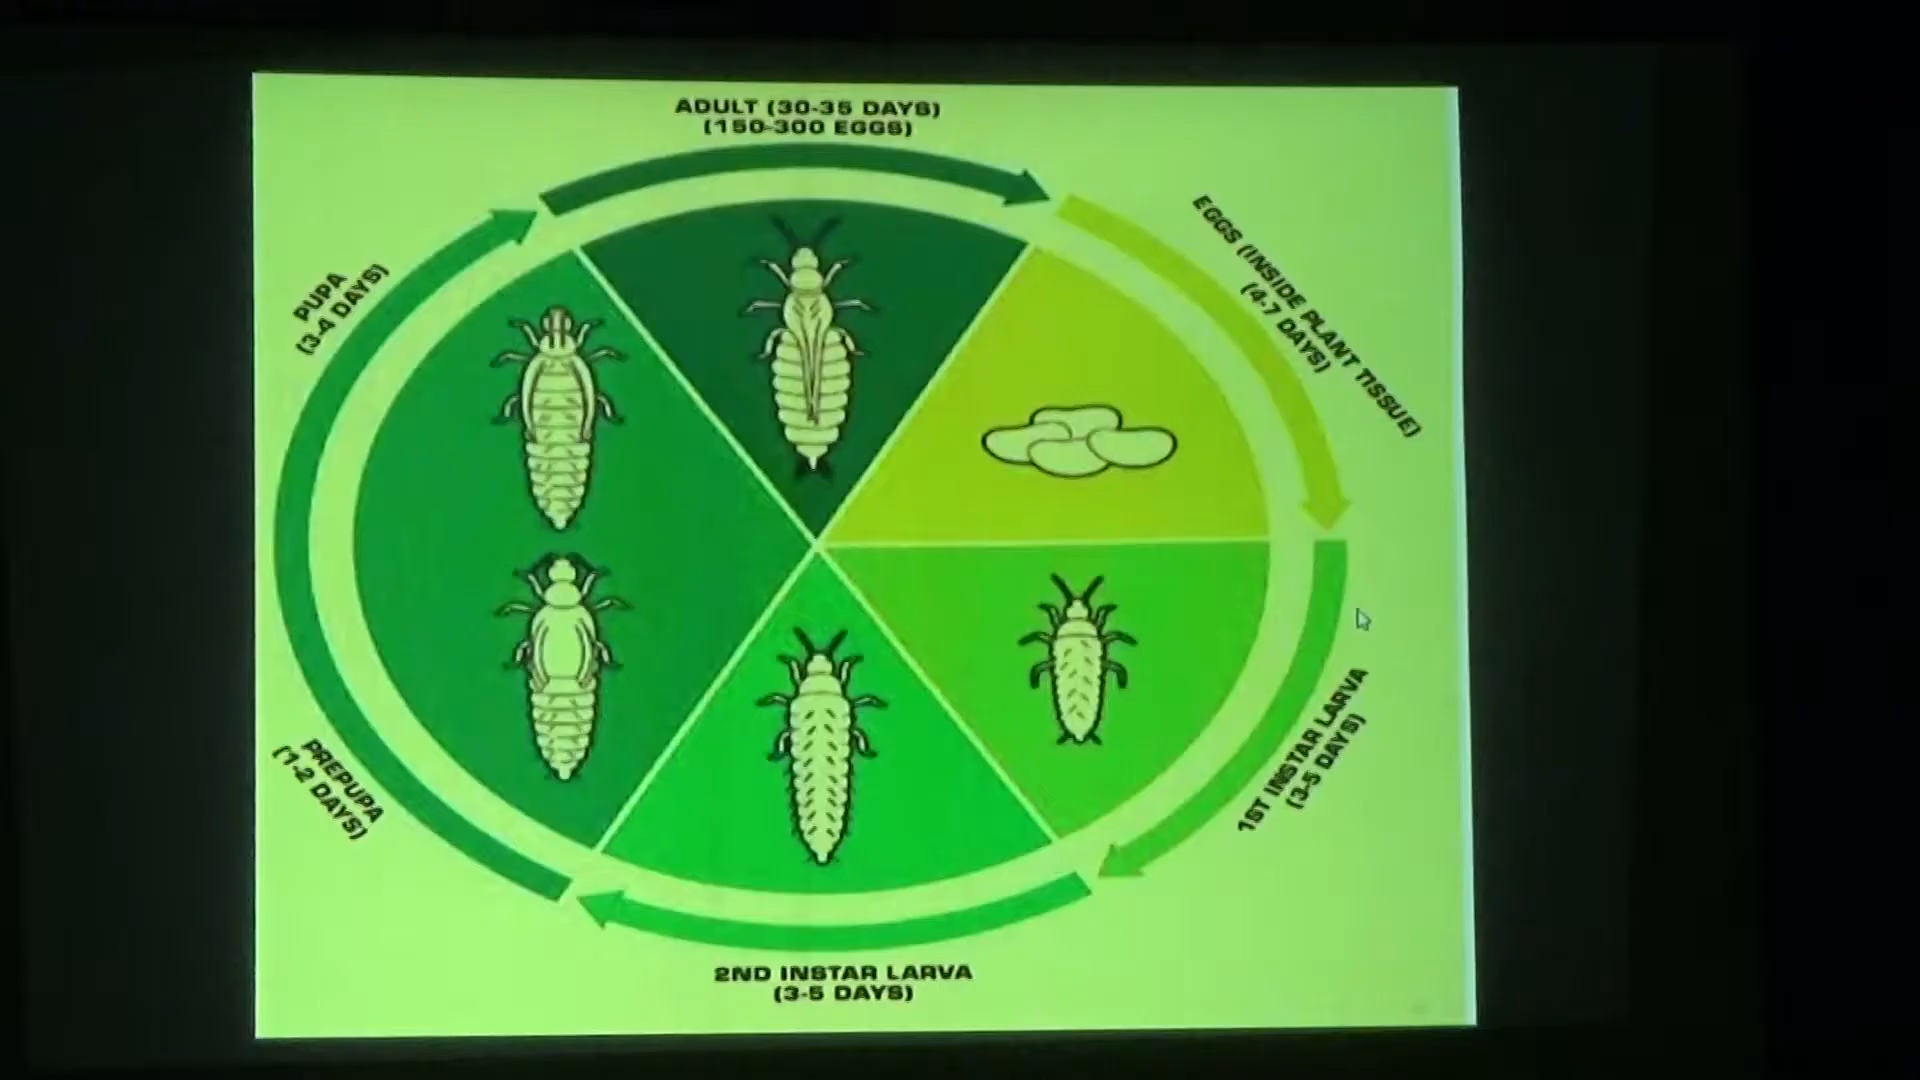 ADULT (30-35 DAYS)
(150-300 EGGS)
EGGS (INSIDE PLANT TISSUE)
(4-7 DAYS)
1ST INSTAR LARVA
(3-5 DAYS)
2ND INSTAR LARVA
(3-5 DAYS)
PREPUPA
(1-2 DAYS)
PUPA
(3-4 DAYS)